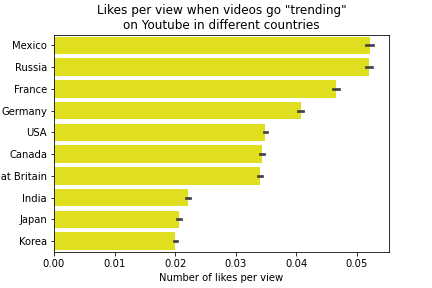 Likes per view when videos go "trending"
on Youtube in different countries
Mexico
Russia
France
Germany
USA
Canada
at Britain
India
Japan
Korea
0.00 0.01 0.02 0.03 0.04 0.05
Number of likes per view